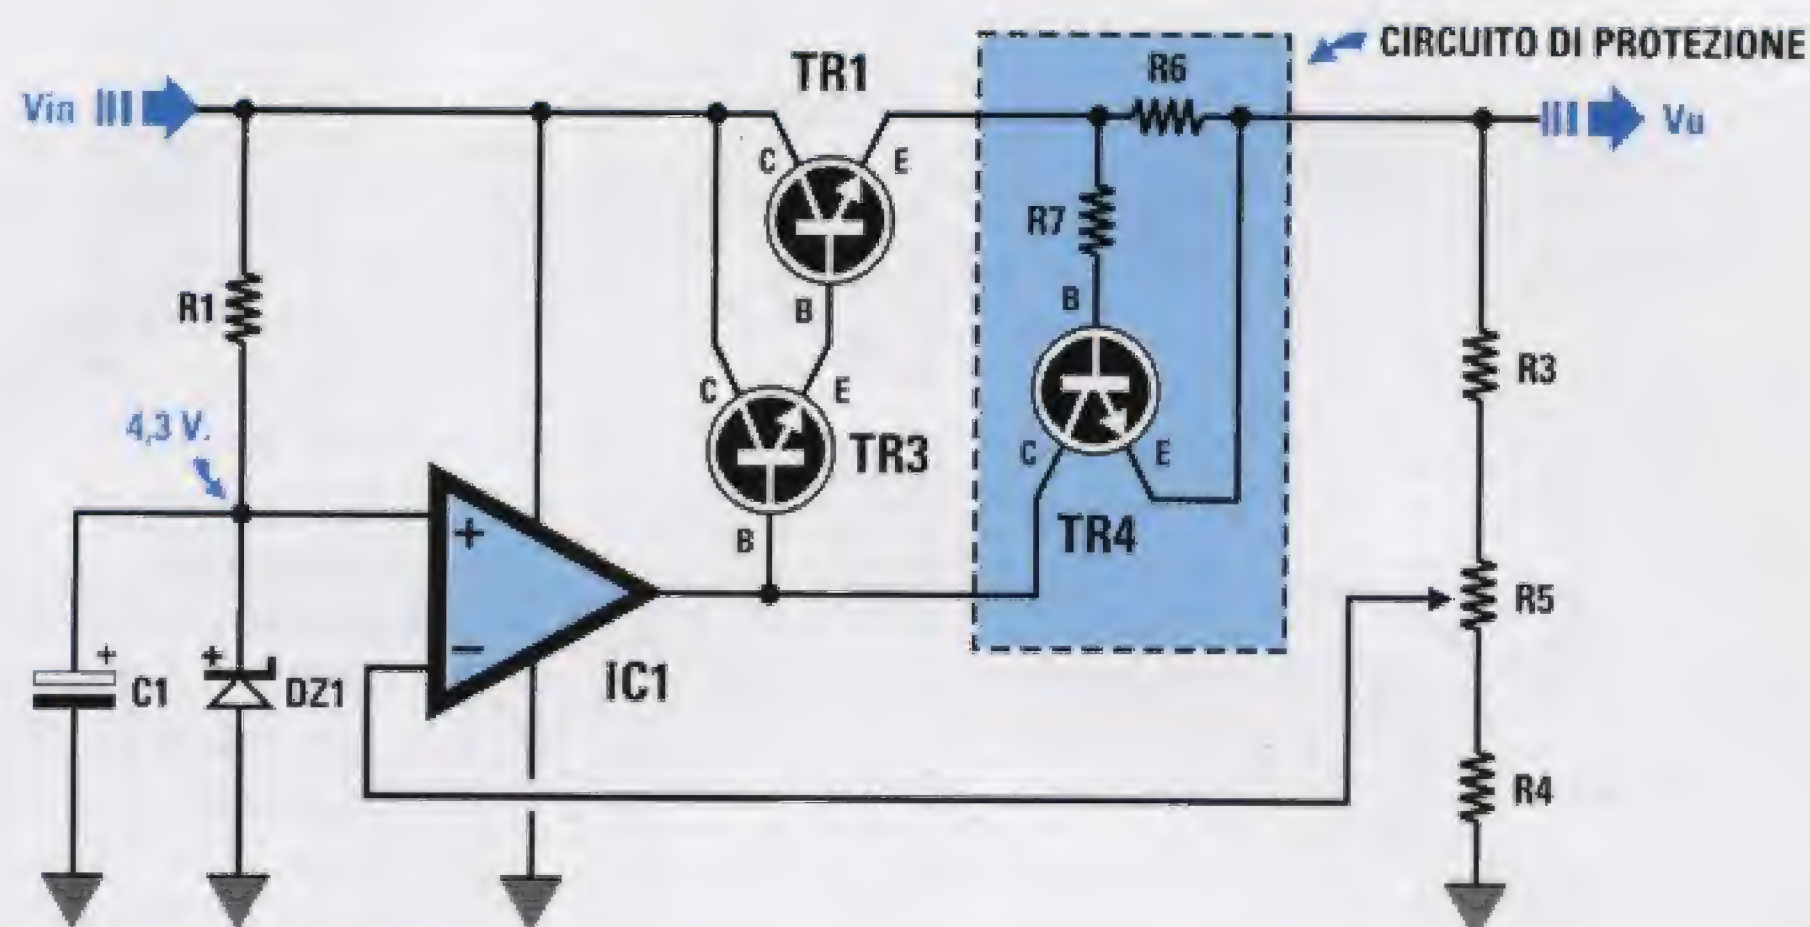 CIRCUITO DI PROTEZIONE
TR1
R6
Vin
Vu
C
E
R7
B
R1
B
C
E
C
E
R3
4,3 V.
TR3
TR4
B
+
+
+
−
R5
IC1
C1
DZ1
R4